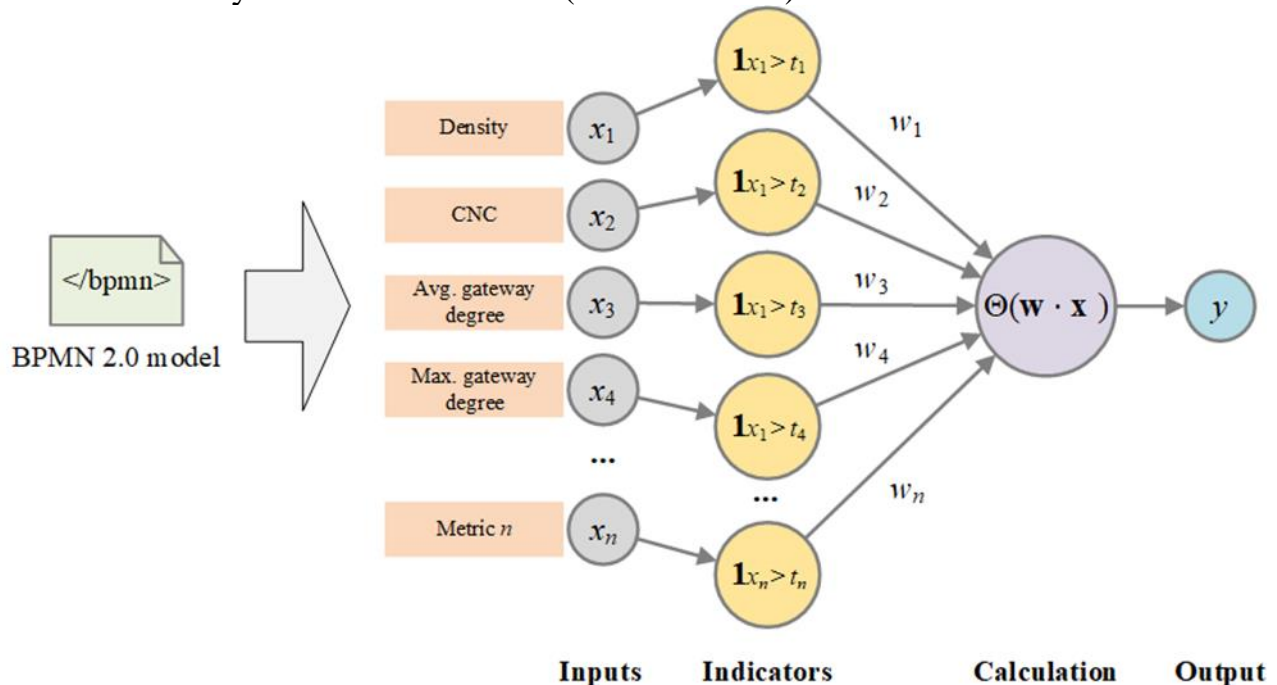 Density
x1
1x1 > t1
w1
CNC
x2
1x1 > t2
w2
</bpmn>
BPMN 2.0 model
Avg. gateway
degree
x3
1x1 > t3
w3
Θ(w · x )
y
Max. gateway
degree
x4
1x1 > t4
w4
...
...
Metric n
xn
1xn > tn
wn
Inputs
Indicators
Calculation
Output